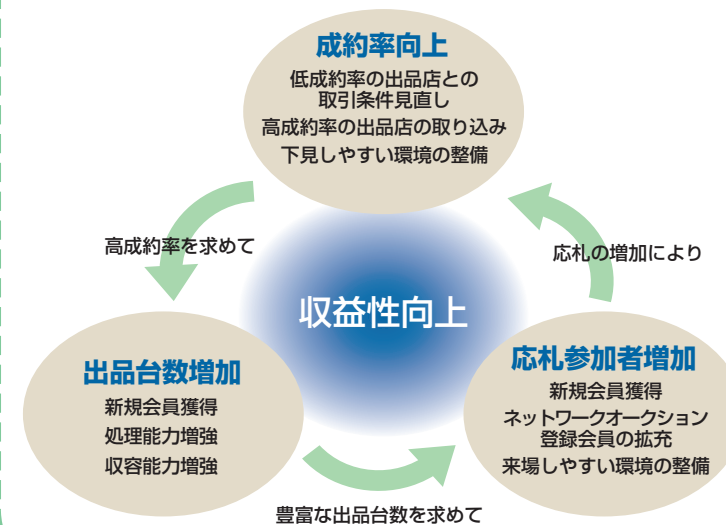 成約率向上
低成約率の出品店との
取引条件見直し
高成約率の出品店の取り込み
下見しやすい環境の整備
高成約率を求めて
応札の増加により
収益性向上
出品台数増加
新規会員獲得
処理能力増強
収容能力増強
応札参加者増加
新規会員獲得
ネットワークオークション
登録会員の拡充
来場しやすい環境の整備
豊富な出品台数を求めて